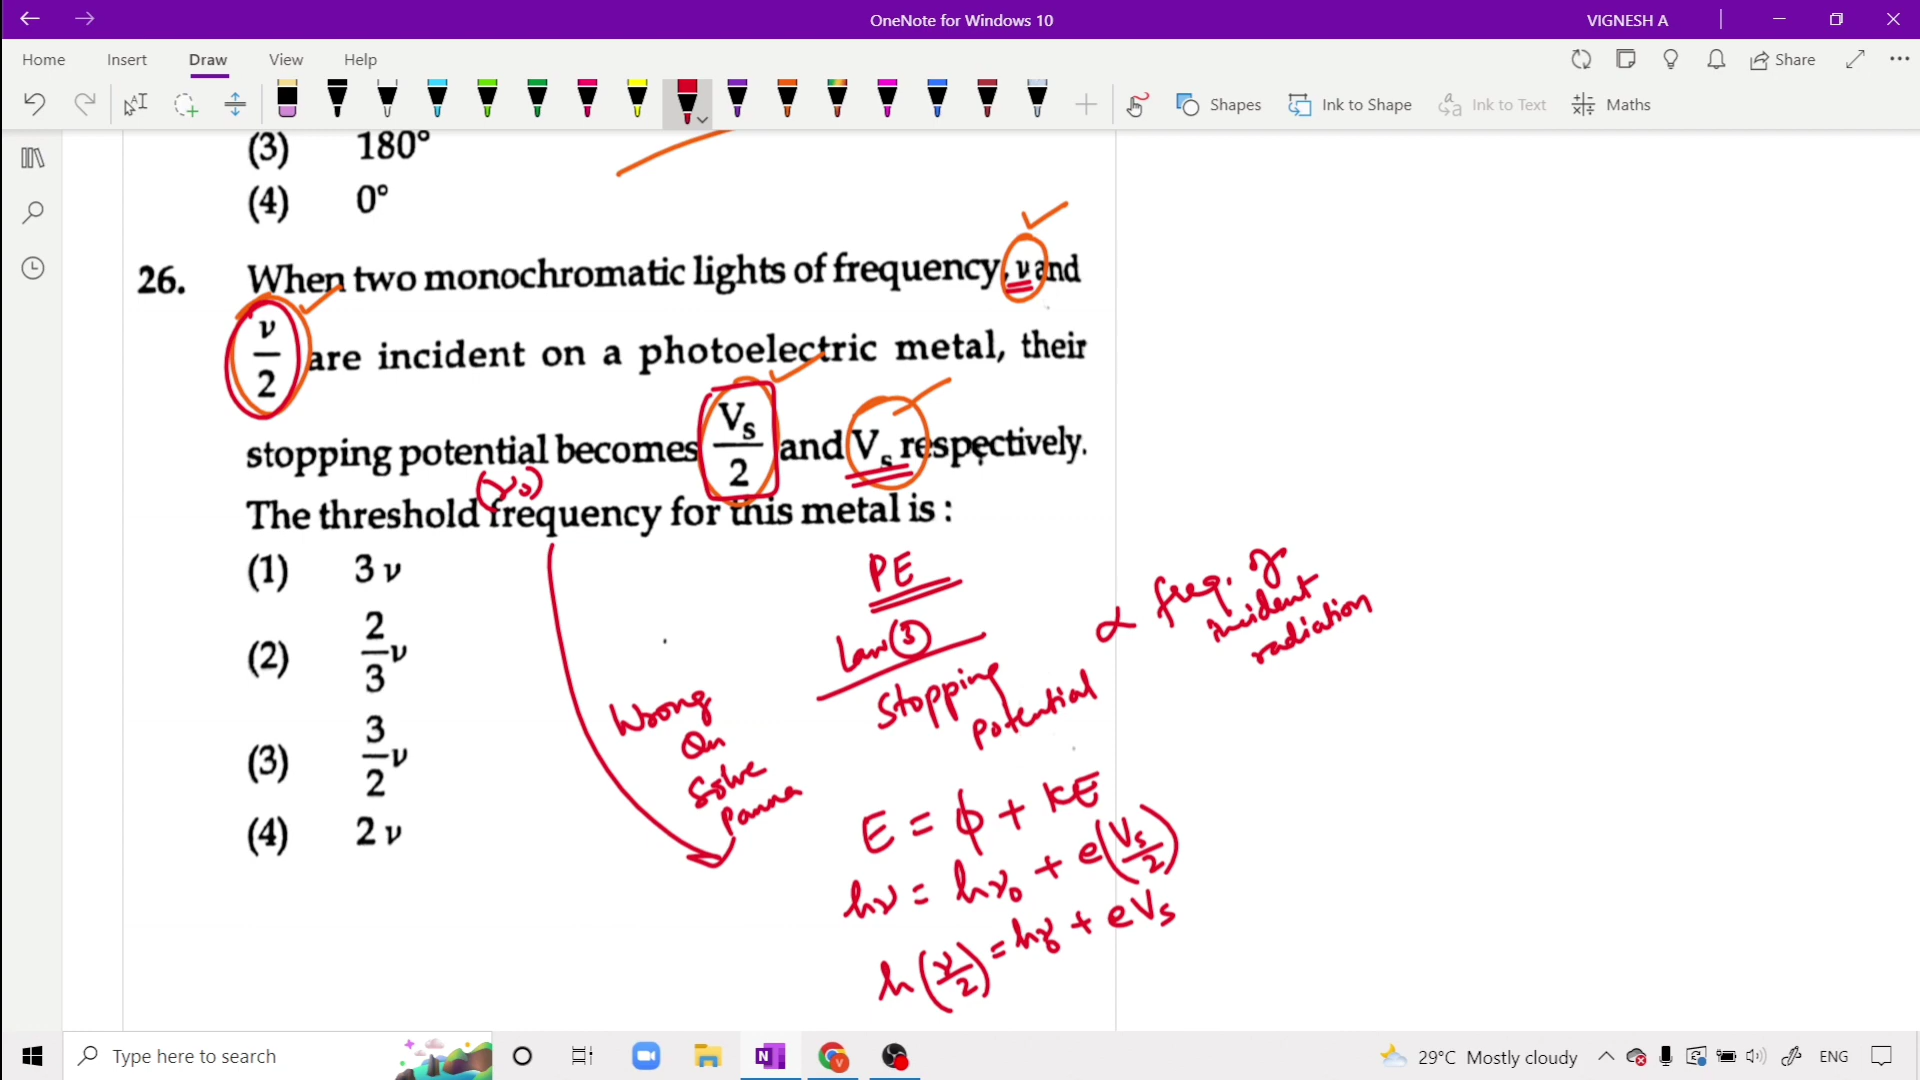 OneNote for Windows 10
VIGNESH A
Home Insert Draw View Help
Share
Shapes Ink to Shape Ink to Text Maths
(3) 180°
(4) 0°
26. When two monochromatic lights of frequency, ν and
ν/2 are incident on a photoelectric metal, their
stopping potential becomes Vs/2 and Vs respectively.
(ν₀)
The threshold frequency for this metal is :
(1) 3 ν
(2) 2/3 ν
(3) 3/2 ν
(4) 2 ν
PE
Law (3)
Stopping
potential
∝ freq. of
incident
radiation
Wrong
Qn
Solve
Panna
E = ϕ + KE
hν = hν₀ + e(Vs/2)
h(ν/2) = hν₀ + eVs
Type here to search
29°C Mostly cloudy
ENG